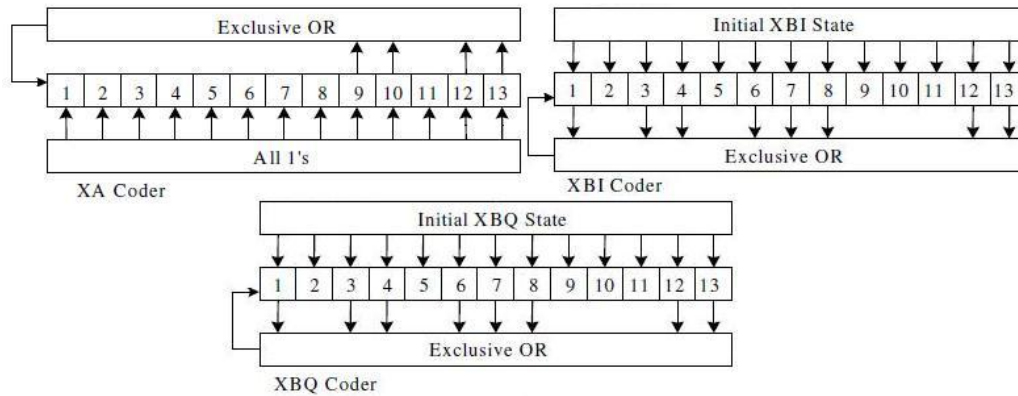 Exclusive OR
1 2 3 4 5 6 7 8 9 10 11 12 13
All 1's
XA Coder
Initial XBI State
1 2 3 4 5 6 7 8 9 10 11 12 13
Exclusive OR
XBI Coder
Initial XBQ State
1 2 3 4 5 6 7 8 9 10 11 12 13
Exclusive OR
XBQ Coder